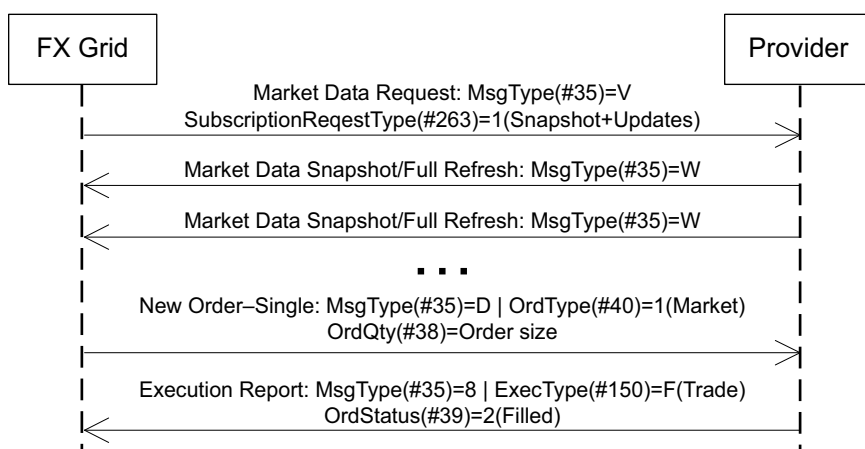 FX Grid
Provider
Market Data Request: MsgType(#35)=V
SubscriptionReqestType(#263)=1(Snapshot+Updates)
Market Data Snapshot/Full Refresh: MsgType(#35)=W
Market Data Snapshot/Full Refresh: MsgType(#35)=W
...
New Order–Single: MsgType(#35)=D | OrdType(#40)=1(Market)
OrdQty(#38)=Order size
Execution Report: MsgType(#35)=8 | ExecType(#150)=F(Trade)
OrdStatus(#39)=2(Filled)